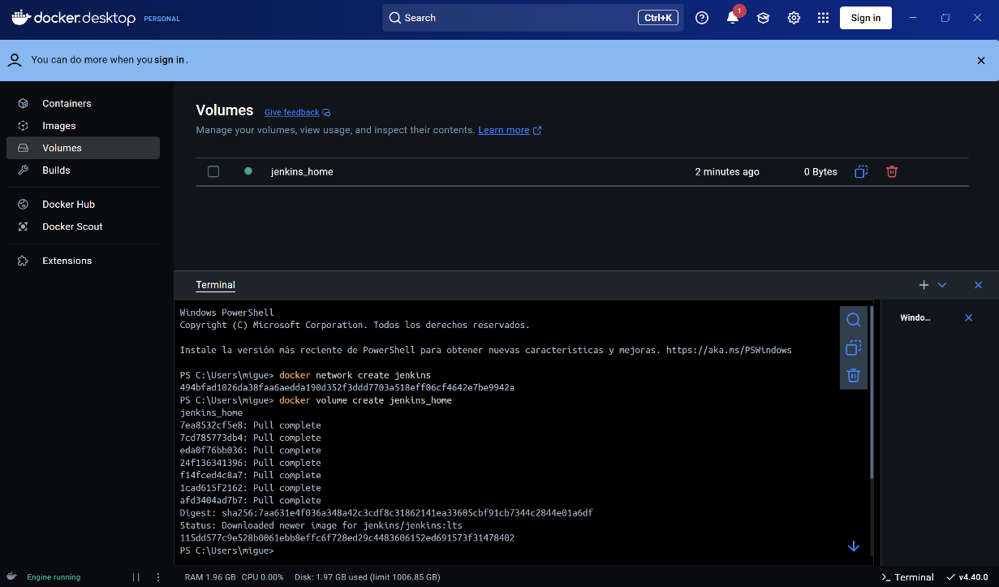 docker.desktop PERSONAL
Search
Ctrl+K
1
Sign in
You can do more when you sign in.
Containers
Images
Volumes
Builds
Docker Hub
Docker Scout
Extensions
Volumes Give feedback
Manage your volumes, view usage, and inspect their contents. Learn more
jenkins_home 2 minutes ago 0 Bytes
Terminal
Windows PowerShell
Copyright (C) Microsoft Corporation. Todos los derechos reservados.
Instale la versión más reciente de PowerShell para obtener nuevas características y mejoras. https://aka.ms/PSWindows
PS C:\Users\migue> docker network create jenkins
494bfad1026da38faa6aedda190d352f3ddd7703a518eff06cf4642e7be9942a
PS C:\Users\migue> docker volume create jenkins_home
jenkins_home
7ea8532cf5e8: Pull complete
7cd785773db4: Pull complete
eda0f76bb036: Pull complete
24f136341396: Pull complete
f14fced4c8a7: Pull complete
1cad615f2162: Pull complete
afd3404ad7b7: Pull complete
Digest: sha256:7aa631e4f036a348a42c3cdf8c31862141ea33605cbf91cb7344c2844e01a6df
Status: Downloaded newer image for jenkins/jenkins:lts
115dd577c9e528b0061ebb8effc6f728ed29c4483606152ed691573f31478402
PS C:\Users\migue>
Windo...
Engine running
RAM 1.96 GB CPU 0.00% Disk: 1.97 GB used (limit 1006.85 GB)
Terminal
v4.40.0